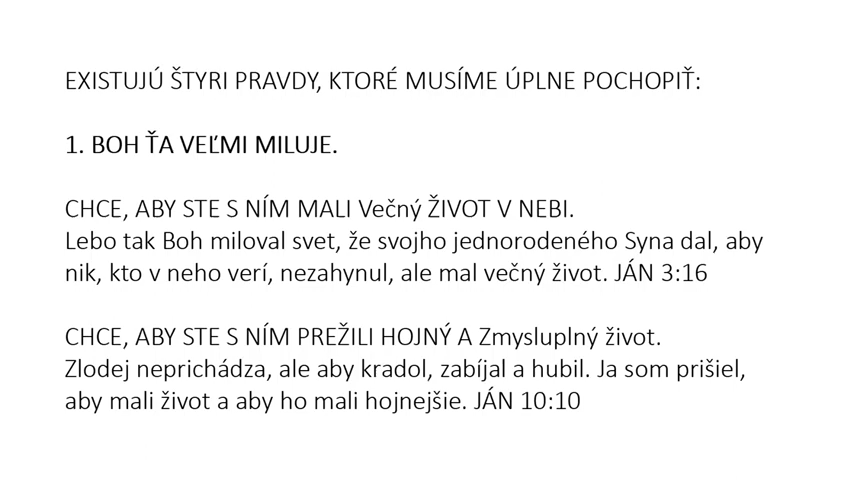 EXISTUJÚ ŠTYRI PRAVDY, KTORÉ MUSÍME ÚPLNE POCHOPIŤ:
1. BOH ŤA VEĽMI MILUJE.
CHCE, ABY STE S NÍM MALI Večný ŽIVOT V NEBI.
Lebo tak Boh miloval svet, že svojho jednorodeného Syna dal, aby
nik, kto v neho verí, nezahynul, ale mal večný život. JÁN 3:16
CHCE, ABY STE S NÍM PREŽILI HOJNÝ A Zmysluplný život.
Zlodej neprichádza, ale aby kradol, zabíjal a hubil. Ja som prišiel,
aby mali život a aby ho mali hojnejšie. JÁN 10:10